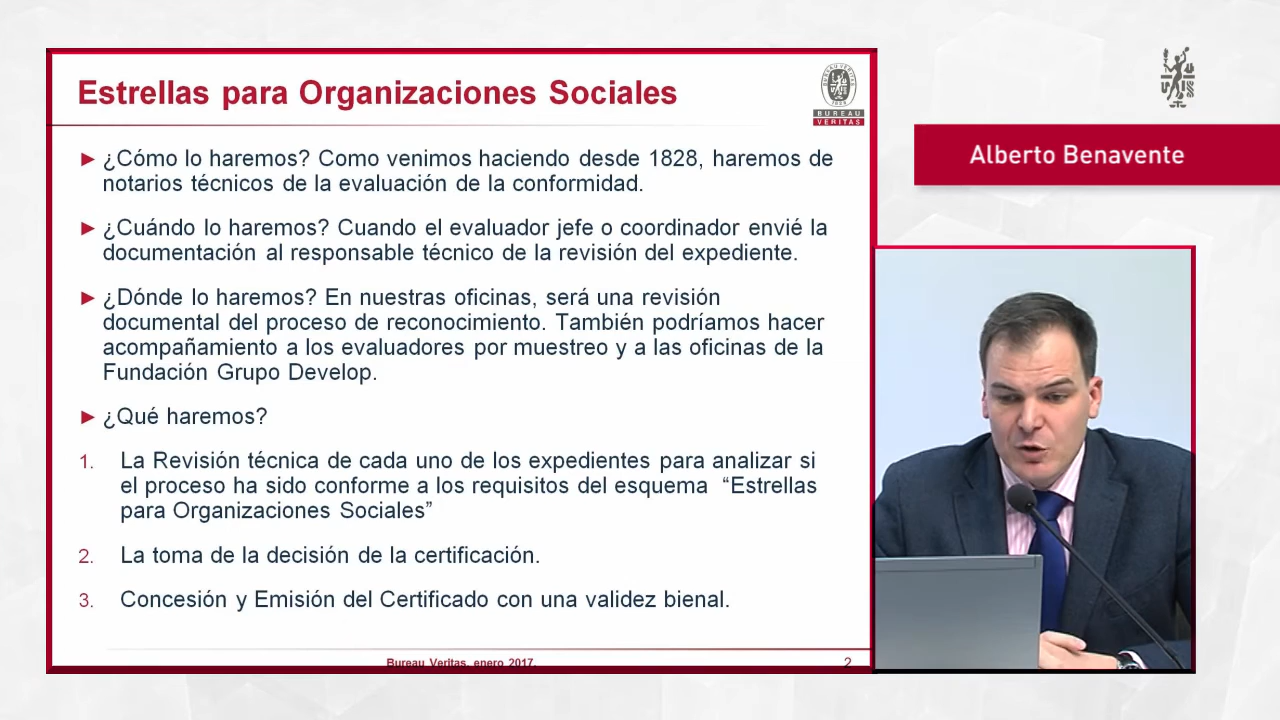 Estrellas para Organizaciones Sociales
BUREAU VERITAS
1828
BUREAU
VERITAS
► ¿Cómo lo haremos? Como venimos haciendo desde 1828, haremos de
notarios técnicos de la evaluación de la conformidad.
► ¿Cuándo lo haremos? Cuando el evaluador jefe o coordinador envié la
documentación al responsable técnico de la revisión del expediente.
► ¿Dónde lo haremos? En nuestras oficinas, será una revisión
documental del proceso de reconocimiento. También podríamos hacer
acompañamiento a los evaluadores por muestreo y a las oficinas de la
Fundación Grupo Develop.
► ¿Qué haremos?
1. La Revisión técnica de cada uno de los expedientes para analizar si
el proceso ha sido conforme a los requisitos del esquema “Estrellas
para Organizaciones Sociales”
2. La toma de la decisión de la certificación.
3. Concesión y Emisión del Certificado con una validez bienal.
Bureau Veritas, enero 2017.
2
Alberto Benavente